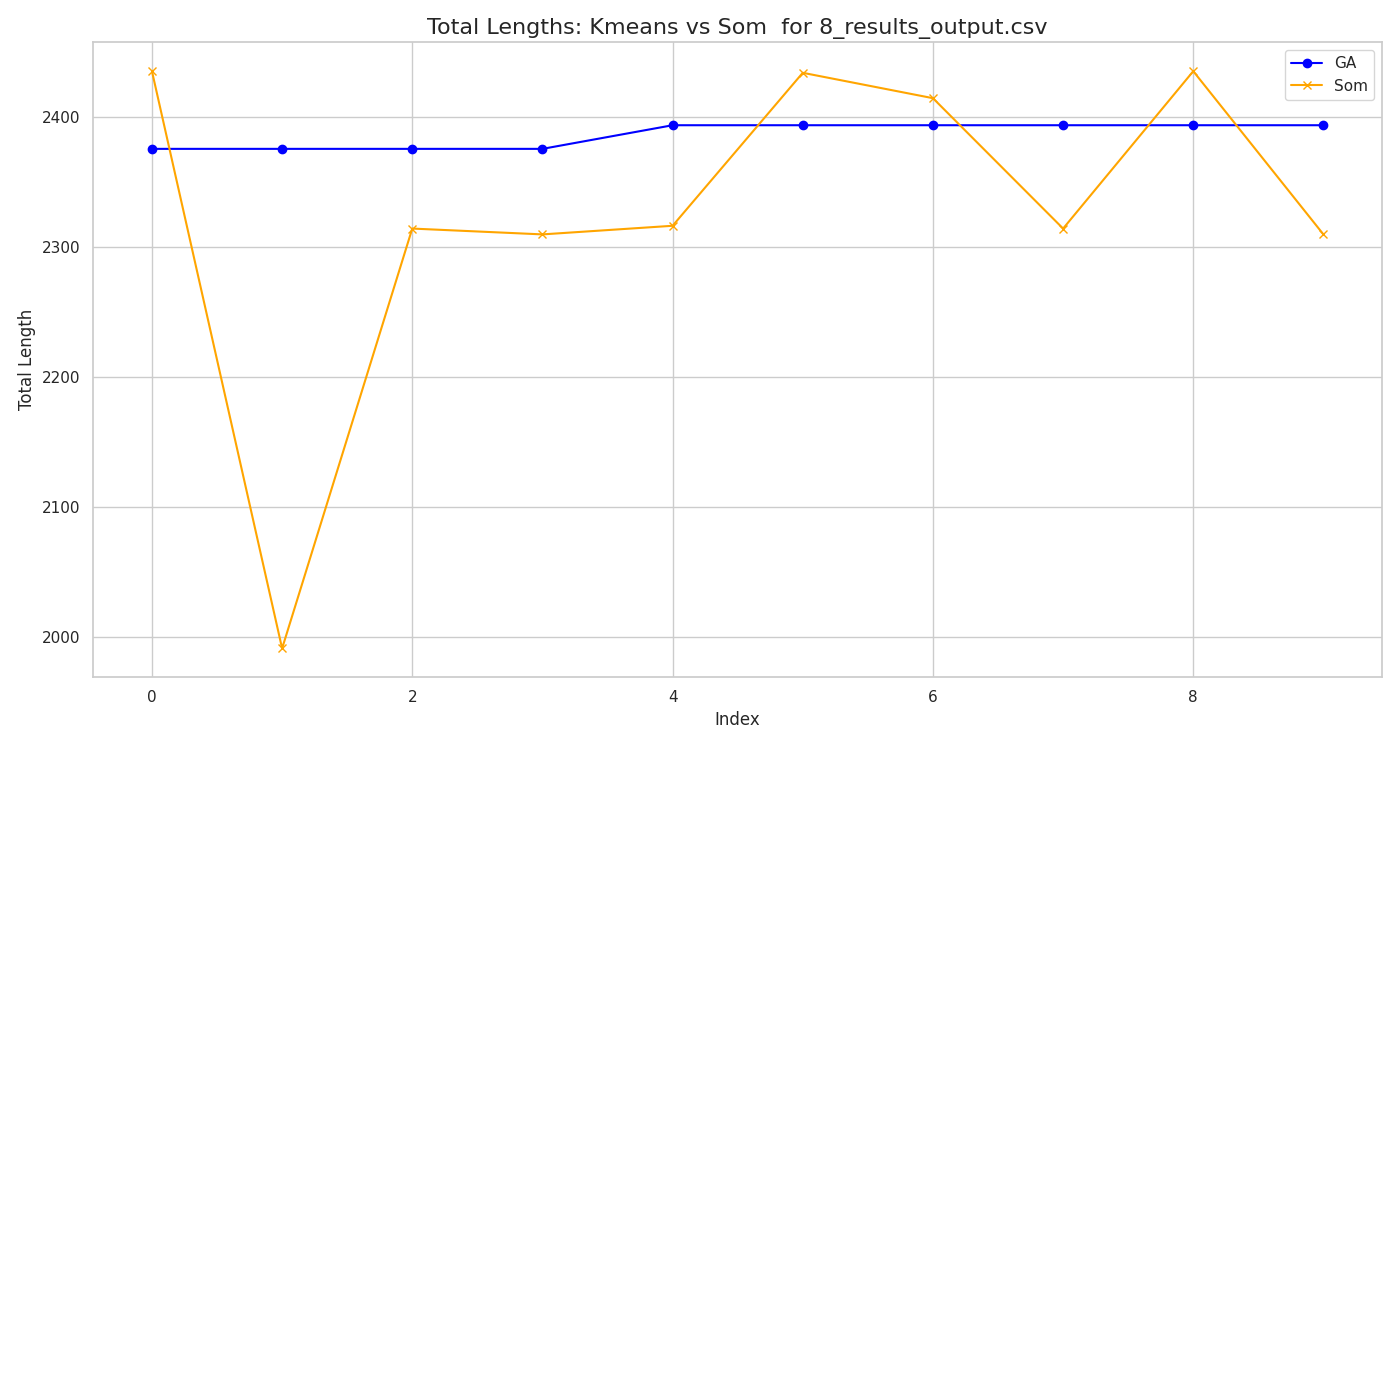 Total Lengths: Kmeans vs Som  for 8_results_output.csv
GA
Som
2400
2300
2200
2100
2000
Total Length
0 2 4 6 8
Index